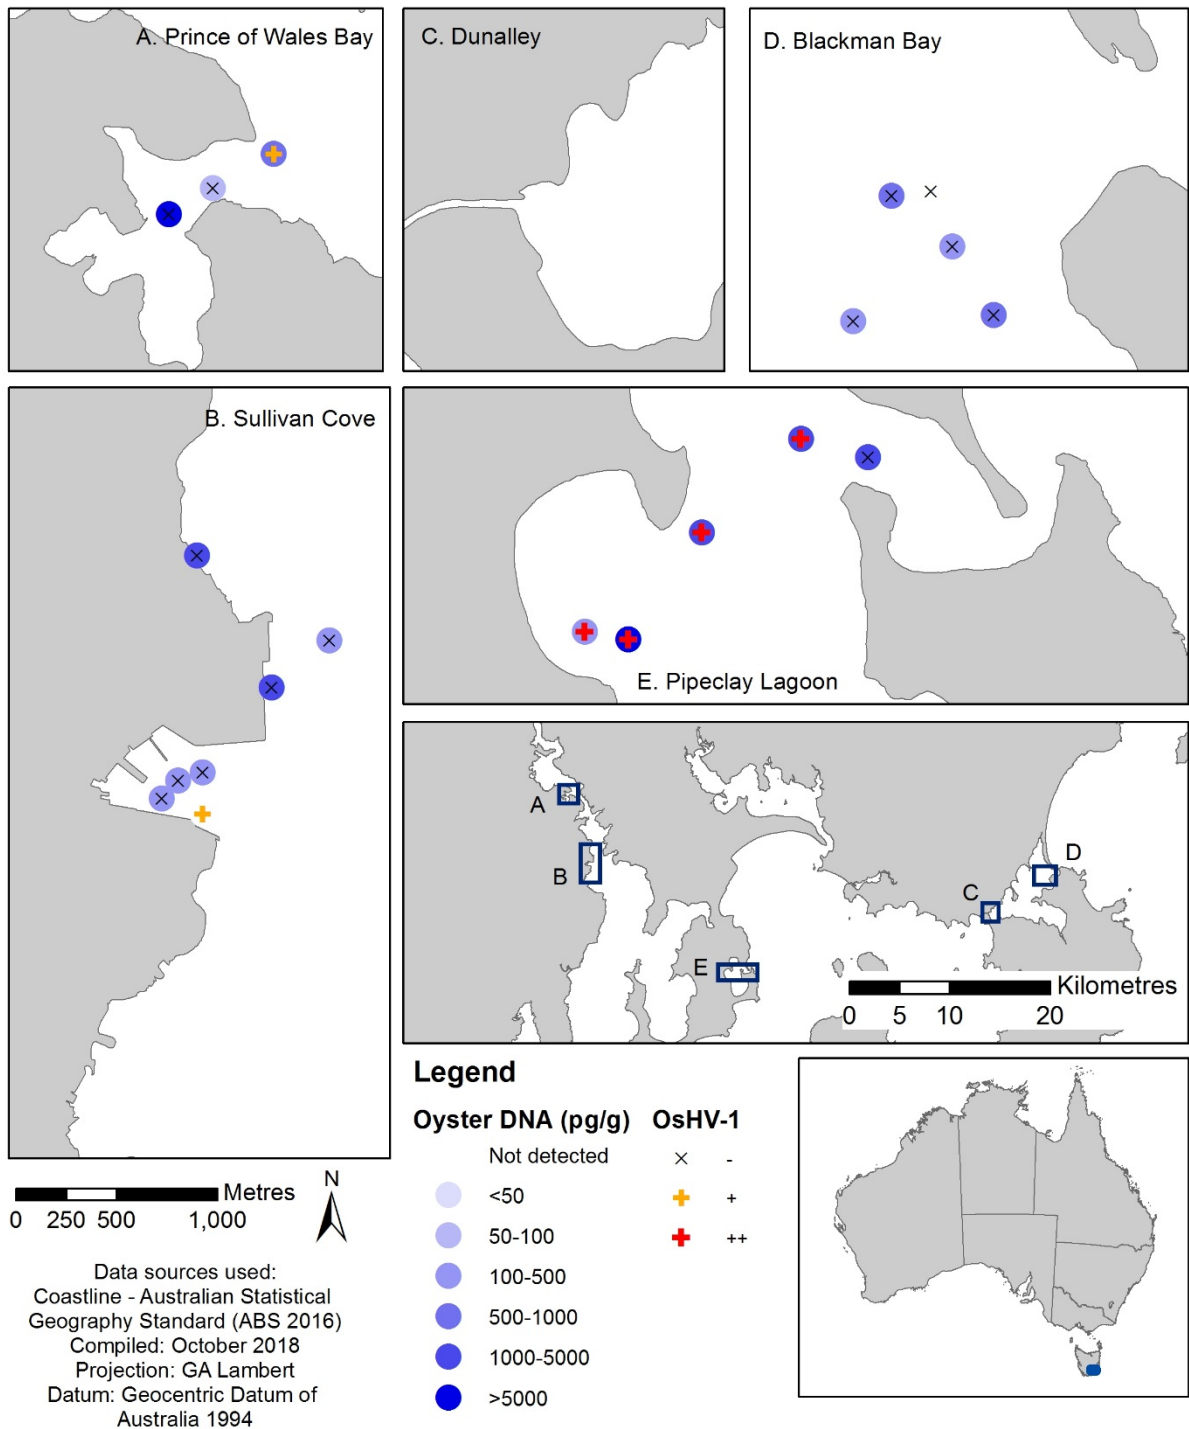 A. Prince of Wales Bay
C. Dunalley
D. Blackman Bay
B. Sullivan Cove
E. Pipeclay Lagoon
A
B
C
D
E
Kilometres
0 5 10 20
Metres
0 250 500 1,000
N
Data sources used:
Coastline - Australian Statistical
Geography Standard (ABS 2016)
Compiled: October 2018
Projection: GA Lambert
Datum: Geocentric Datum of
Australia 1994
Legend
Oyster DNA (pg/g) OsHV-1
Not detected -
<50 +
50-100 ++
100-500
500-1000
1000-5000
>5000